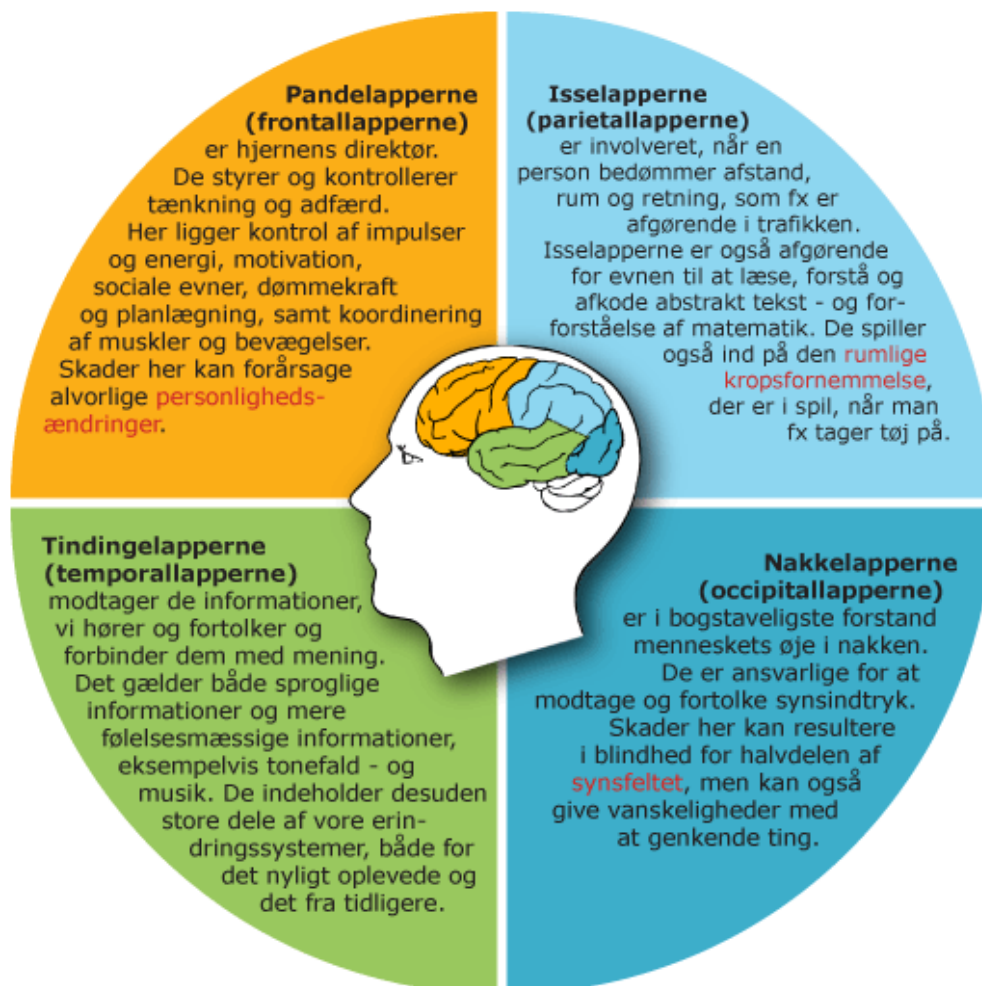 Pandelapperne
(frontallapperne)
er hjernens direktør.
De styrer og kontrollerer
tænkning og adfærd.
Her ligger kontrol af impulser
og energi, motivation,
sociale evner, dømmekraft
og planlægning, samt koordinering
af muskler og bevægelser.
Skader her kan forårsage
alvorlige personligheds-
ændringer.
Isselapperne
(parietallapperne)
er involveret, når en
person bedømmer afstand,
rum og retning, som fx er
afgørende i trafikken.
Isselapperne er også afgørende
for evnen til at læse, forstå og
afkode abstrakt tekst - og for-
forståelse af matematik. De spiller
også ind på den rumlige
kropsfornemmelse,
der er i spil, når man
fx tager tøj på.
Tindingelapperne
(temporallapperne)
modtager de informationer,
vi hører og fortolker og
forbinder dem med mening.
Det gælder både sproglige
informationer og mere
følelsesmæssige informationer,
eksempelvis tonefald - og
musik. De indeholder desuden
store dele af vore erin-
dringssystemer, både for
det nyligt oplevede og
det fra tidligere.
Nakkelapperne
(occipitallapperne)
er i bogstaveligste forstand
menneskets øje i nakken.
De er ansvarlige for at
modtage og fortolke synsindtryk.
Skader her kan resultere
i blindhed for halvdelen af
synsfeltet, men kan også
give vanskeligheder med
at genkende ting.